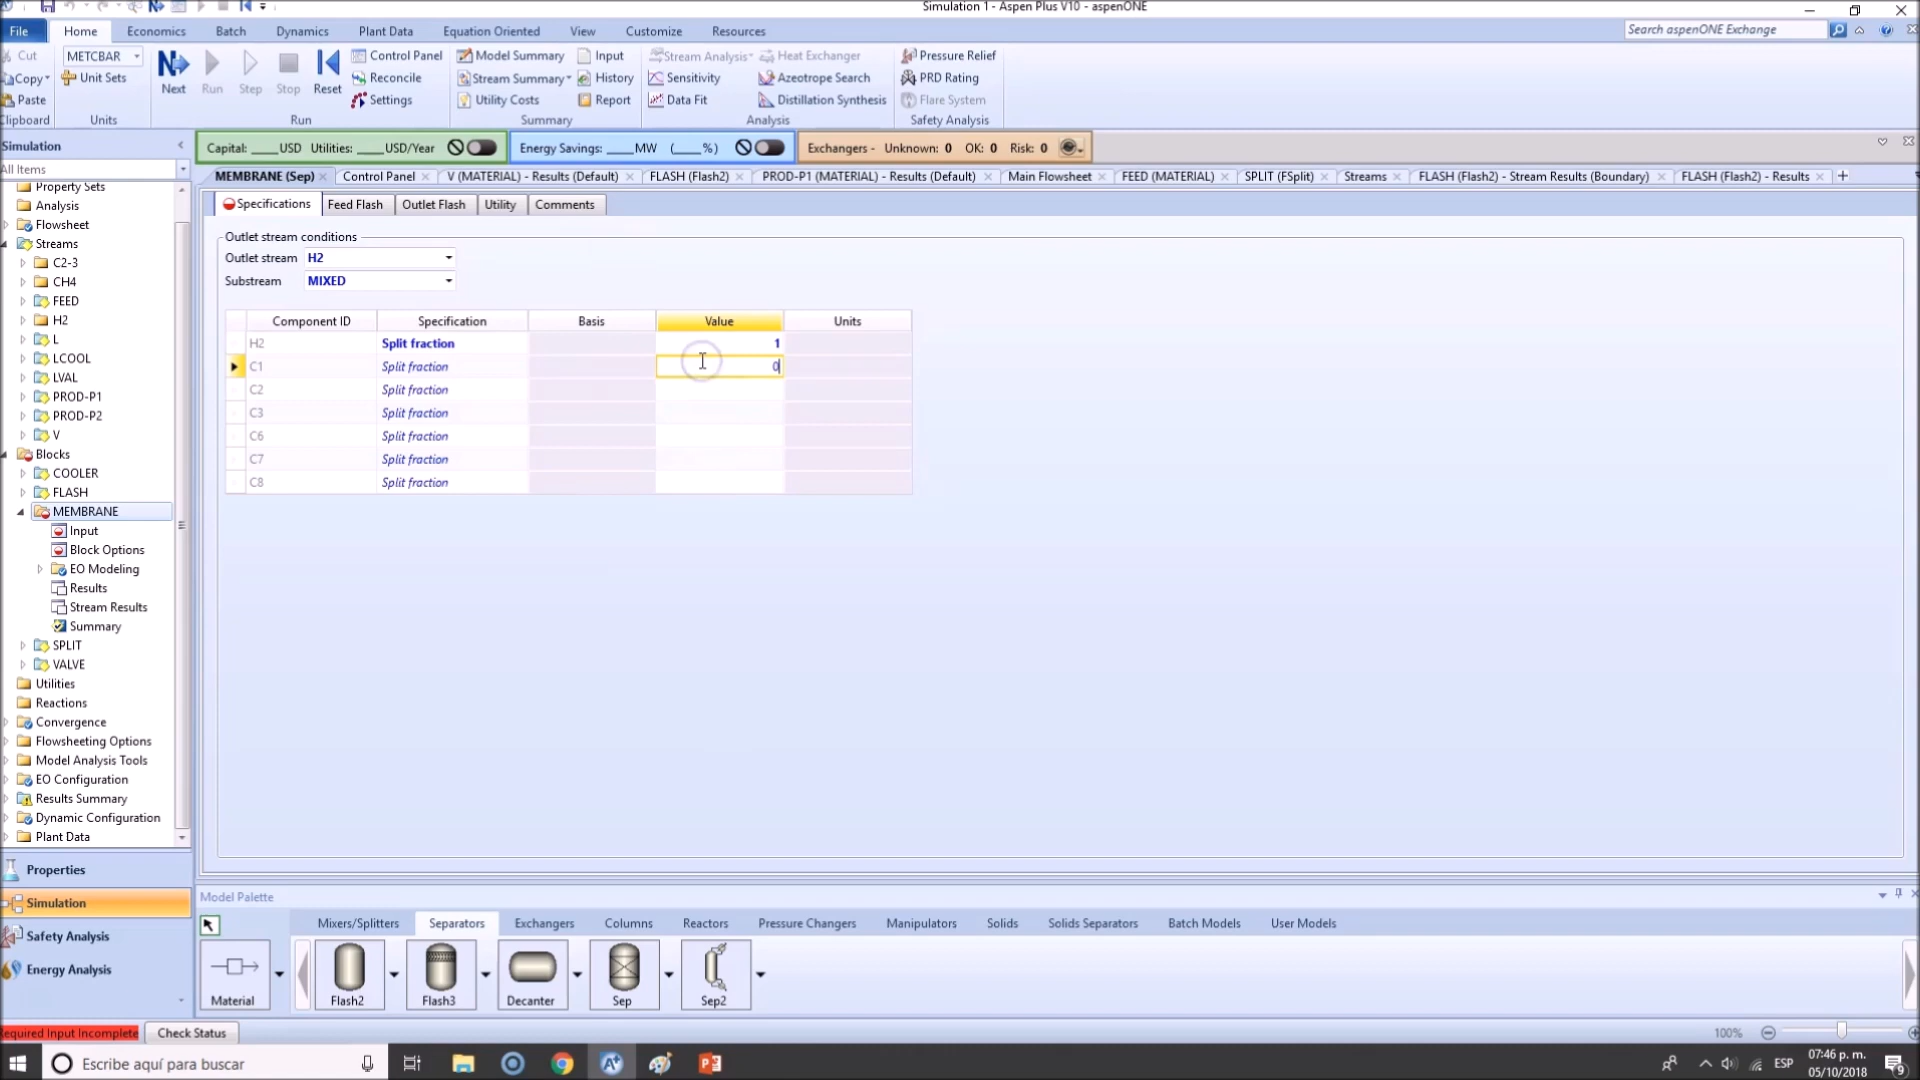 Simulation 1 - Aspen Plus V10 - aspenONE
File Home Economics Batch Dynamics Plant Data Equation Oriented View Customize Resources Search aspenONE Exchange
Cut METCBAR Control Panel Model Summary Input Stream Analysis Heat Exchanger Pressure Relief
Copy Unit Sets Next Run Step Stop Reset Reconcile Stream Summary History Sensitivity Azeotrope Search PRD Rating
Paste Settings Utility Costs Report Data Fit Distillation Synthesis Flare System
Clipboard Units Run Summary Analysis Safety Analysis
Simulation Capital: ____USD Utilities: ____USD/Year Energy Savings: ____MW (____%) Exchangers - Unknown: 0 OK: 0 Risk: 0
All Items MEMBRANE (Sep) Control Panel V (MATERIAL) - Results (Default) FLASH (Flash2) PROD-P1 (MATERIAL) - Results (Default) Main Flowsheet FEED (MATERIAL) SPLIT (FSplit) Streams FLASH (Flash2) - Stream Results (Boundary) FLASH (Flash2) - Results
Property Sets
Analysis
Flowsheet
Streams
C2-3
CH4
FEED
H2
L
LCOOL
LVAL
PROD-P1
PROD-P2
V
Blocks
COOLER
FLASH
MEMBRANE
Input
Block Options
EO Modeling
Results
Stream Results
Summary
SPLIT
VALVE
Utilities
Reactions
Convergence
Flowsheeting Options
Model Analysis Tools
EO Configuration
Results Summary
Dynamic Configuration
Plant Data
Properties
Simulation
Safety Analysis
Energy Analysis
Specifications Feed Flash Outlet Flash Utility Comments
Outlet stream conditions
Outlet stream H2
Substream MIXED
Component ID Specification Basis Value Units
H2 Split fraction 1
C1 Split fraction 0
C2 Split fraction
C3 Split fraction
C6 Split fraction
C7 Split fraction
C8 Split fraction
Model Palette
Mixers/Splitters Separators Exchangers Columns Reactors Pressure Changers Manipulators Solids Solids Separators Batch Models User Models
Material Flash2 Flash3 Decanter Sep Sep2
Required Input Incomplete Check Status 100%
Escribe aquí para buscar ESP 07:46 p. m.
05/10/2018 9